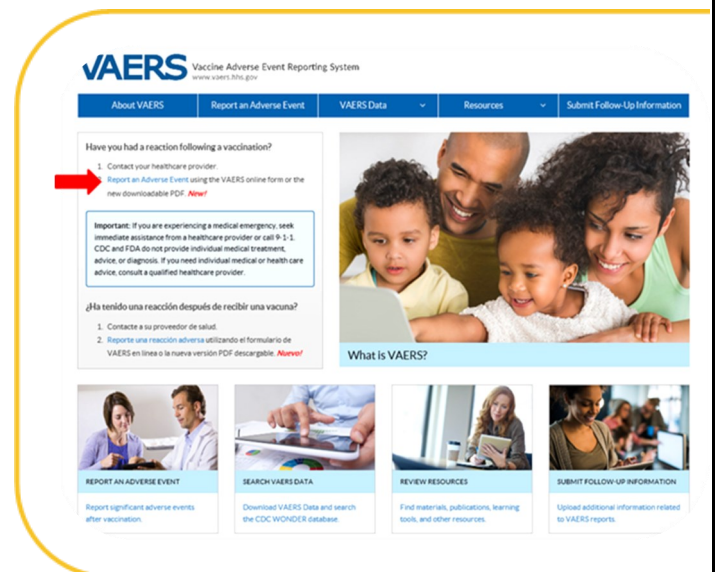 VAERS Vaccine Adverse Event Reporting System
www.vaers.hhs.gov
About VAERS Report an Adverse Event VAERS Data Resources Submit Follow-Up Information
Have you had a reaction following a vaccination?
1. Contact your healthcare provider.
Report an Adverse Event using the VAERS online form or the
new downloadable PDF. New!
Important: If you are experiencing a medical emergency, seek
immediate assistance from a healthcare provider or call 9-1-1.
CDC and FDA do not provide individual medical treatment,
advice, or diagnosis. If you need individual medical or health care
advice, consult a qualified healthcare provider.
¿Ha tenido una reacción después de recibir una vacuna?
1. Contacte a su proveedor de salud.
2. Reporte una reacción adversa utilizando el formulario de
VAERS en línea o la nueva versión PDF descargable. Nuevo!
What is VAERS?
REPORT AN ADVERSE EVENT
Report significant adverse events
after vaccination.
SEARCH VAERS DATA
Download VAERS Data and search
the CDC WONDER database.
REVIEW RESOURCES
Find materials, publications, learning
tools, and other resources.
SUBMIT FOLLOW-UP INFORMATION
Upload additional information related
to VAERS reports.